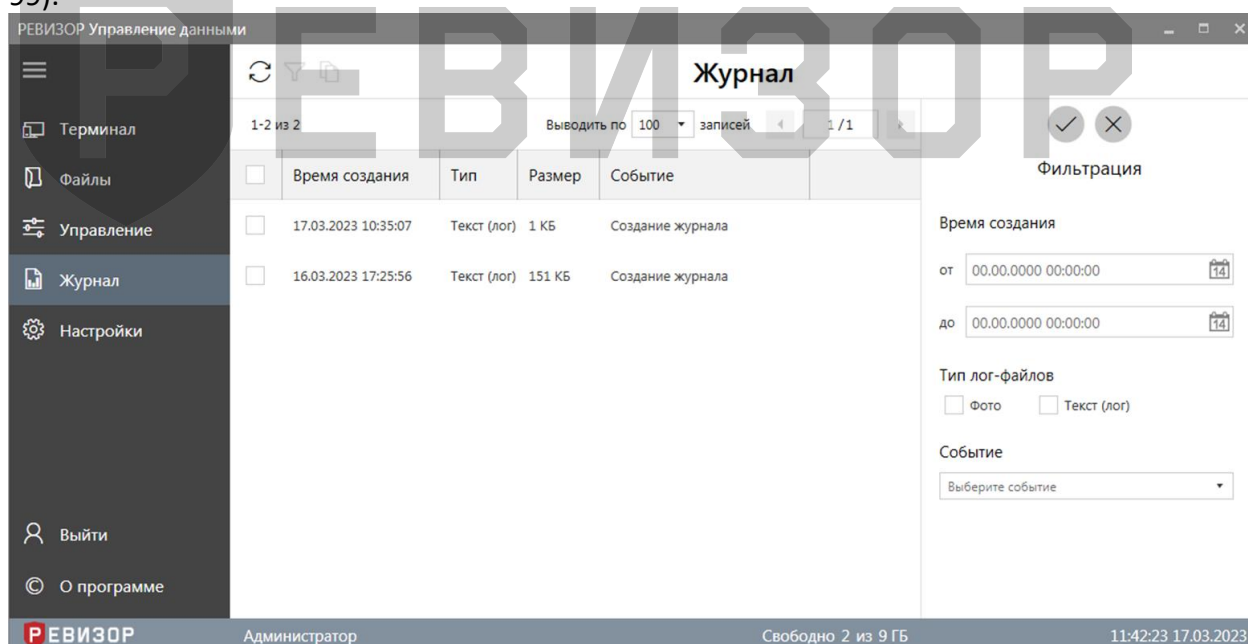 99).
РЕВИЗОР Управление данными
Журнал
Терминал
Файлы
Управление
Журнал
Настройки
Выйти
О программе
1-2 из 2
Выводить по 100 записей 1 /1
Время создания Тип Размер Событие
17.03.2023 10:35:07 Текст (лог) 1 КБ Создание журнала
16.03.2023 17:25:56 Текст (лог) 151 КБ Создание журнала
Фильтрация
Время создания
от 00.00.0000 00:00:00 14
до 00.00.0000 00:00:00 14
Тип лог-файлов
Фото Текст (лог)
Событие
Выберите событие
РЕВИЗОР Администратор Свободно 2 из 9 ГБ 11:42:23 17.03.2023
РЕВИЗОР